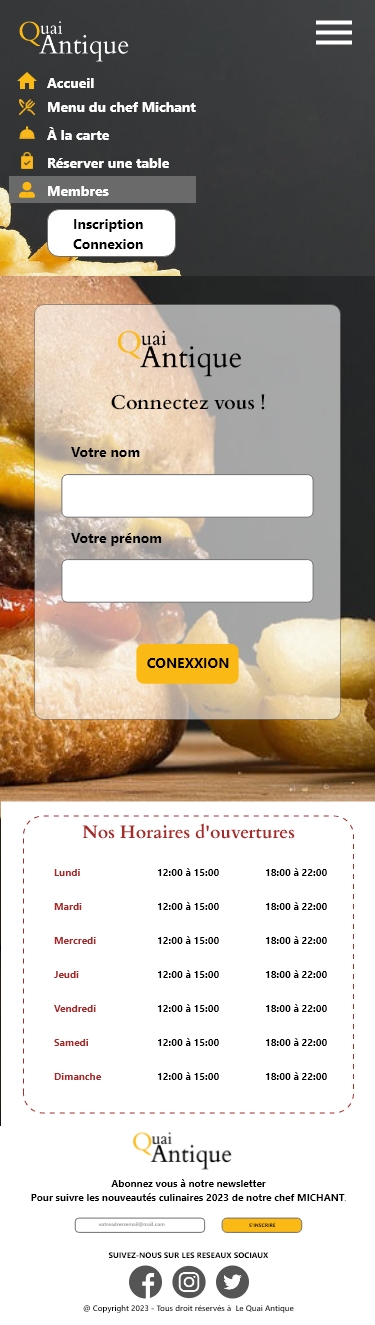 Quai
Antique
Accueil
Menu du chef Michant
À la carte
Réserver une table
Membres
Inscription
Connexion
Quai
Antique
Connectez vous !
Votre nom
Votre prénom
CONEXXION
Nos Horaires d'ouvertures
Lundi 12:00 à 15:00 18:00 à 22:00
Mardi 12:00 à 15:00 18:00 à 22:00
Mercredi 12:00 à 15:00 18:00 à 22:00
Jeudi 12:00 à 15:00 18:00 à 22:00
Vendredi 12:00 à 15:00 18:00 à 22:00
Samedi 12:00 à 15:00 18:00 à 22:00
Dimanche 12:00 à 15:00 18:00 à 22:00
Quai
Antique
Abonnez vous à notre newsletter
Pour suivre les nouveautés culinaires 2023 de notre chef MICHANT.
S'INSCRIRE
SUIVEZ-NOUS SUR LES RESEAUX SOCIAUX
@ Copyright 2023 - Tous droit réservés à Le Quai Antique